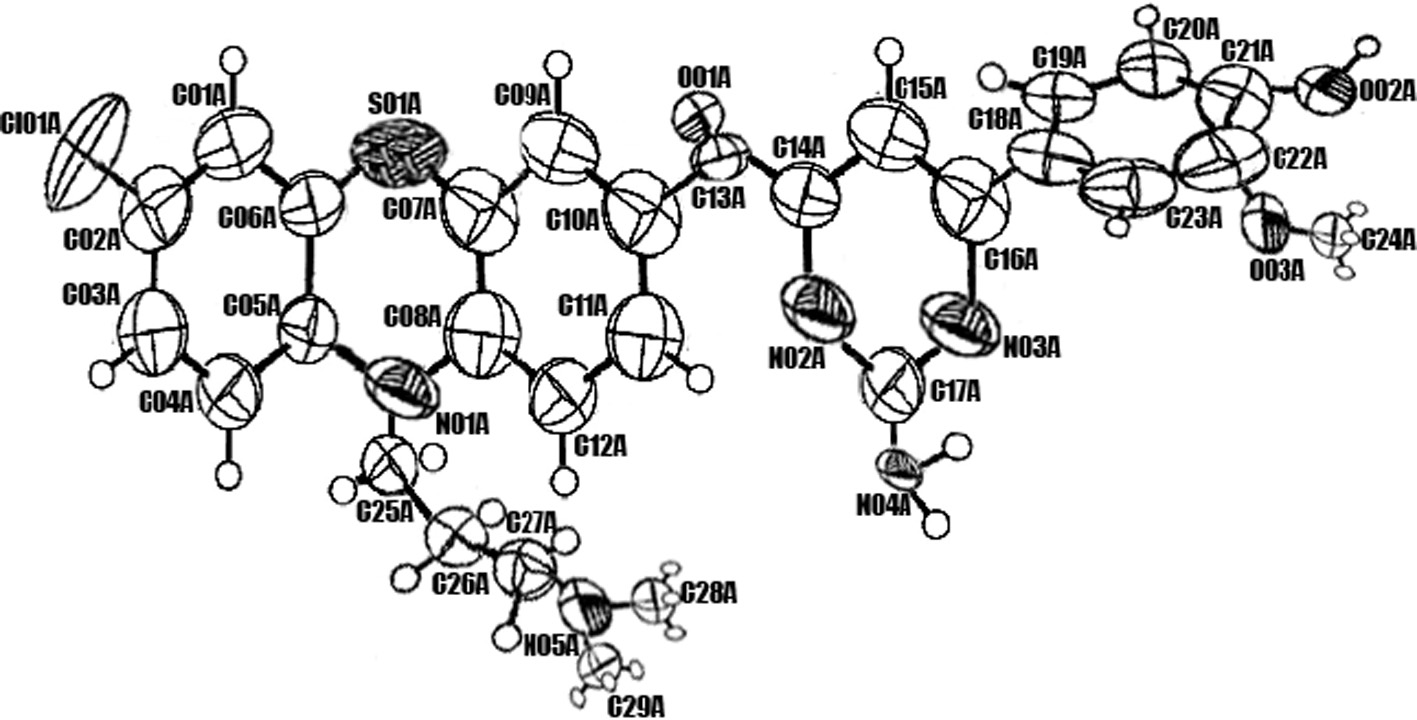 C20A
C19A
C21A
C01A
S01A
C09A
O01A
C15A
Cl01A
C18A
O02A
C14A
C22A
C06A
C07A
C10A
C13A
C23A
C02A
C24A
C16A
O03A
C03A
C05A
C08A
C11A
N02A
N03A
C04A
C17A
N01A
C12A
N04A
C25A
C27A
C26A
C28A
N05A
C29A